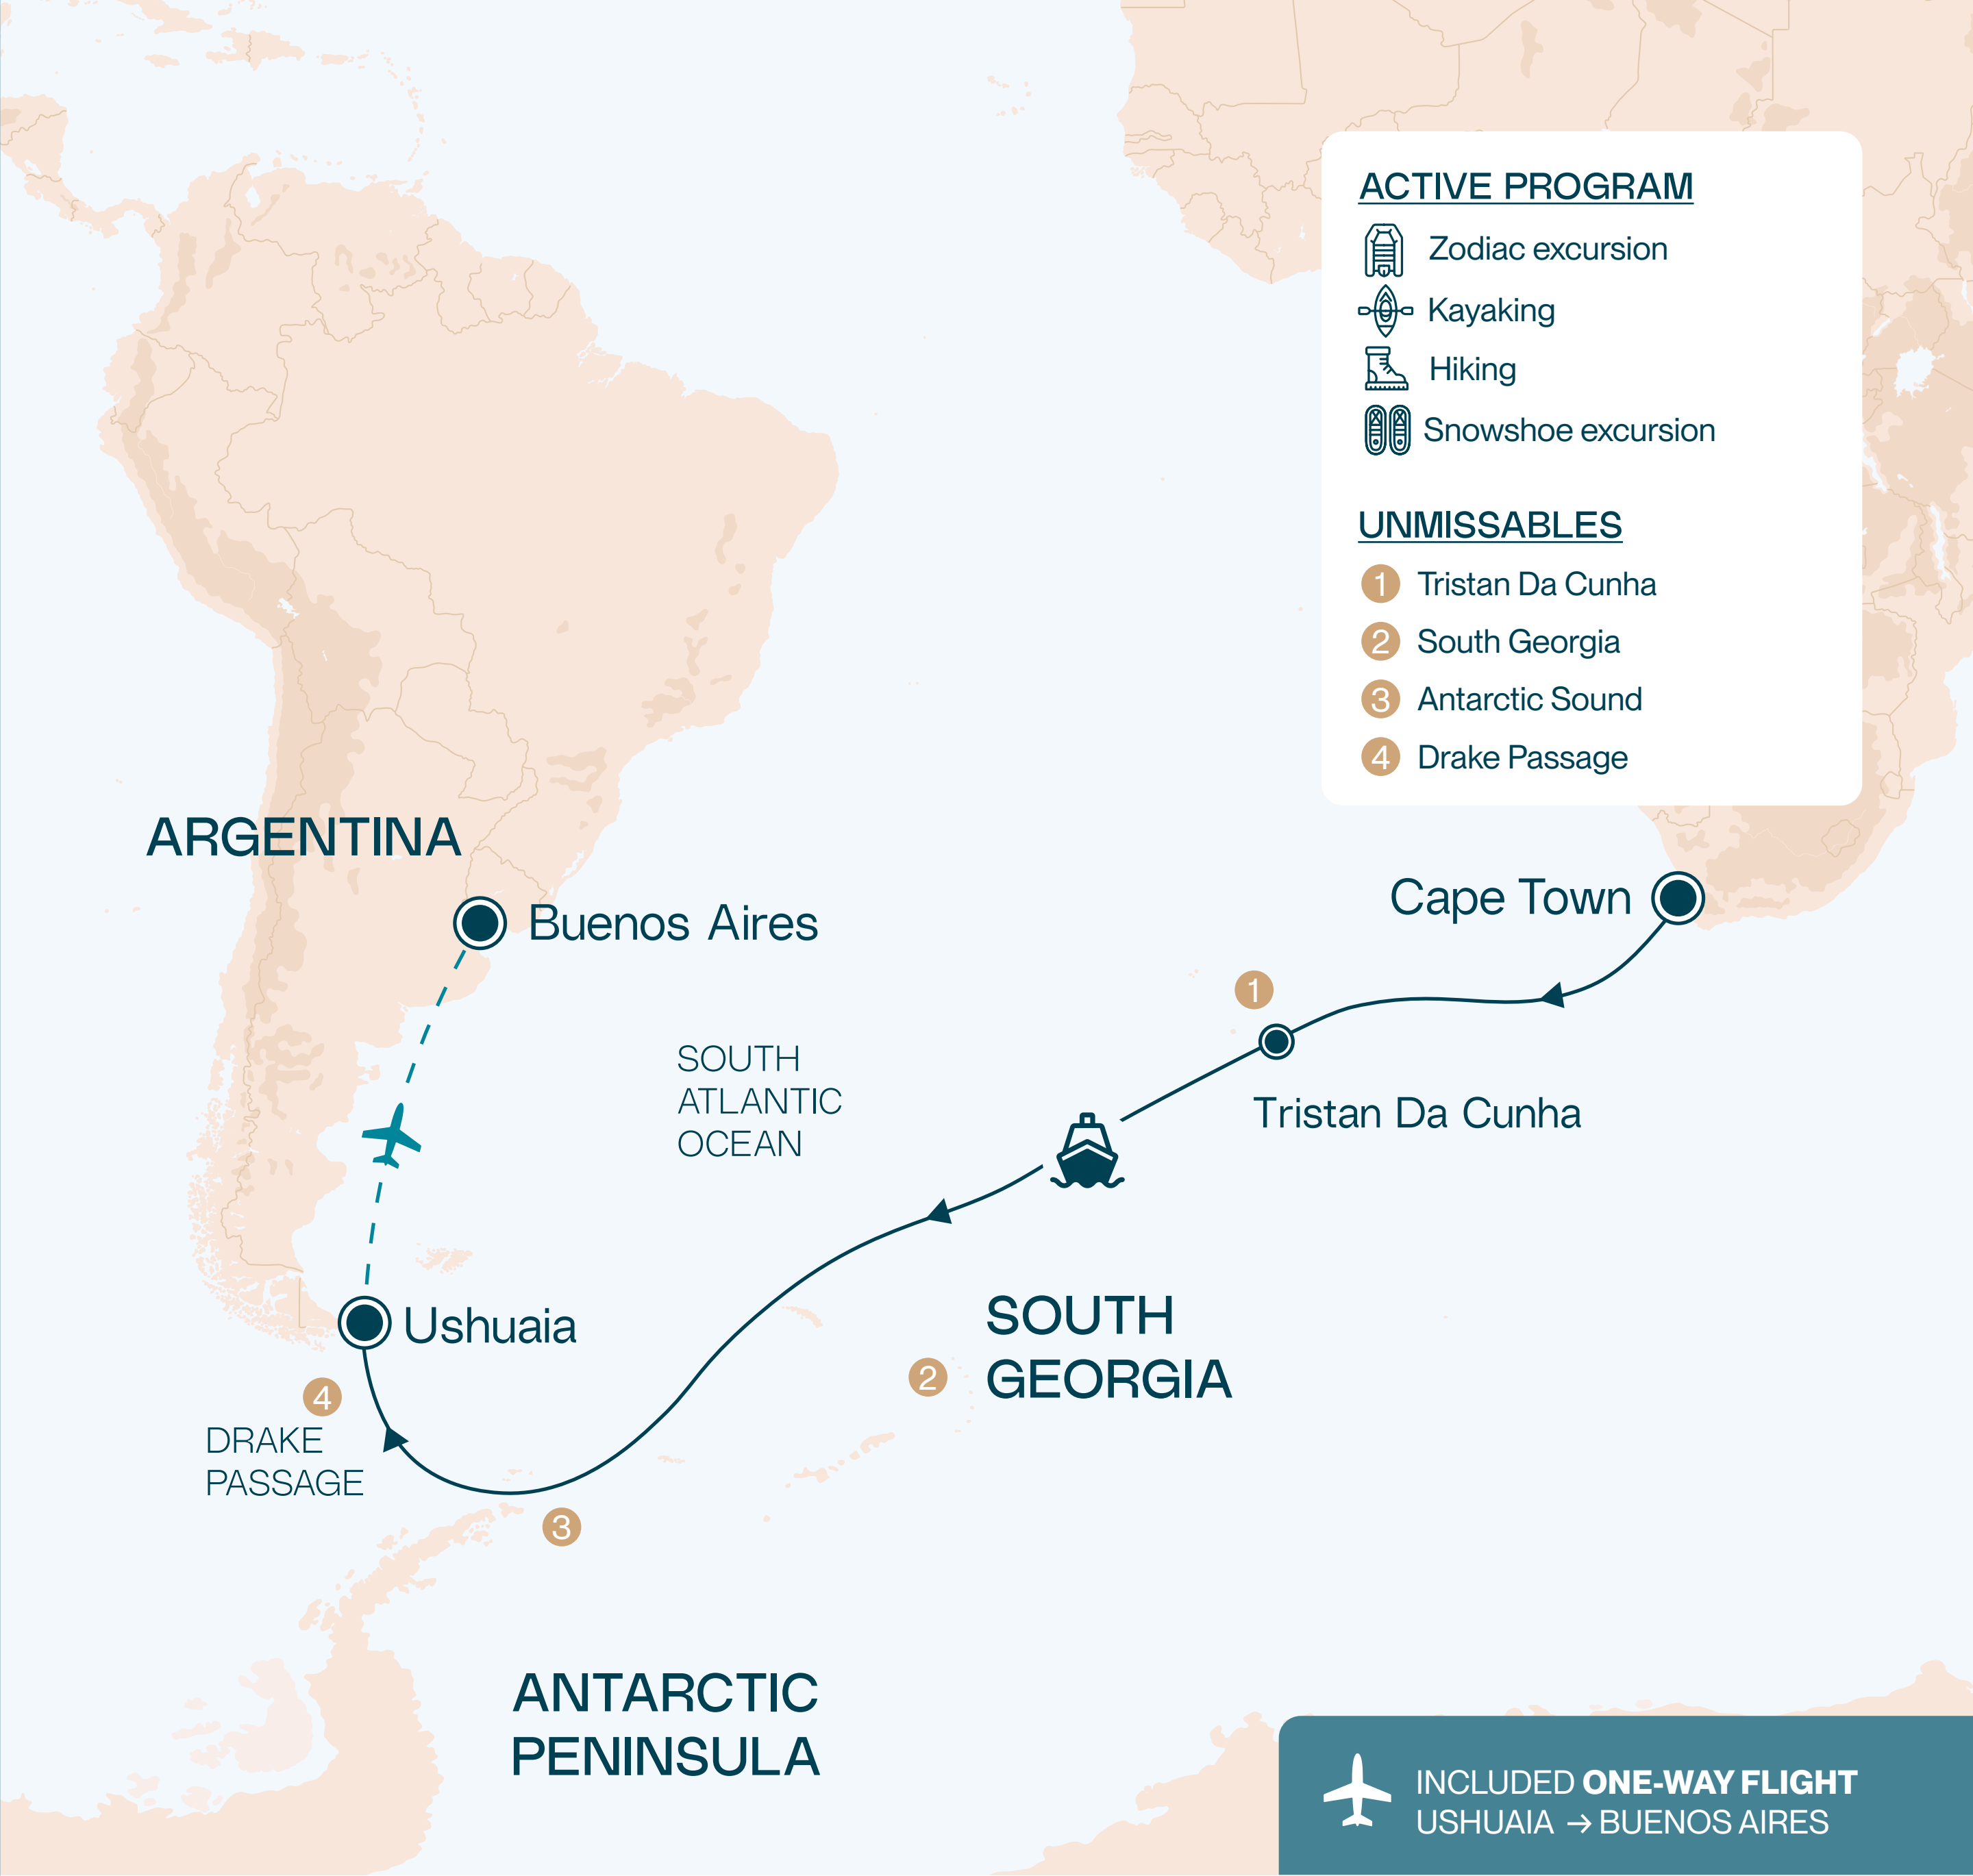 ACTIVE PROGRAM
Zodiac excursion
Kayaking
Hiking
Snowshoe excursion
UNMISSABLES
1 Tristan Da Cunha
2 South Georgia
3 Antarctic Sound
4 Drake Passage
ARGENTINA
Buenos Aires
Cape Town
1
Tristan Da Cunha
SOUTH
ATLANTIC
OCEAN
Ushuaia
SOUTH
GEORGIA
2
4
DRAKE
PASSAGE
3
ANTARCTIC
PENINSULA
INCLUDED ONE-WAY FLIGHT
USHUAIA → BUENOS AIRES